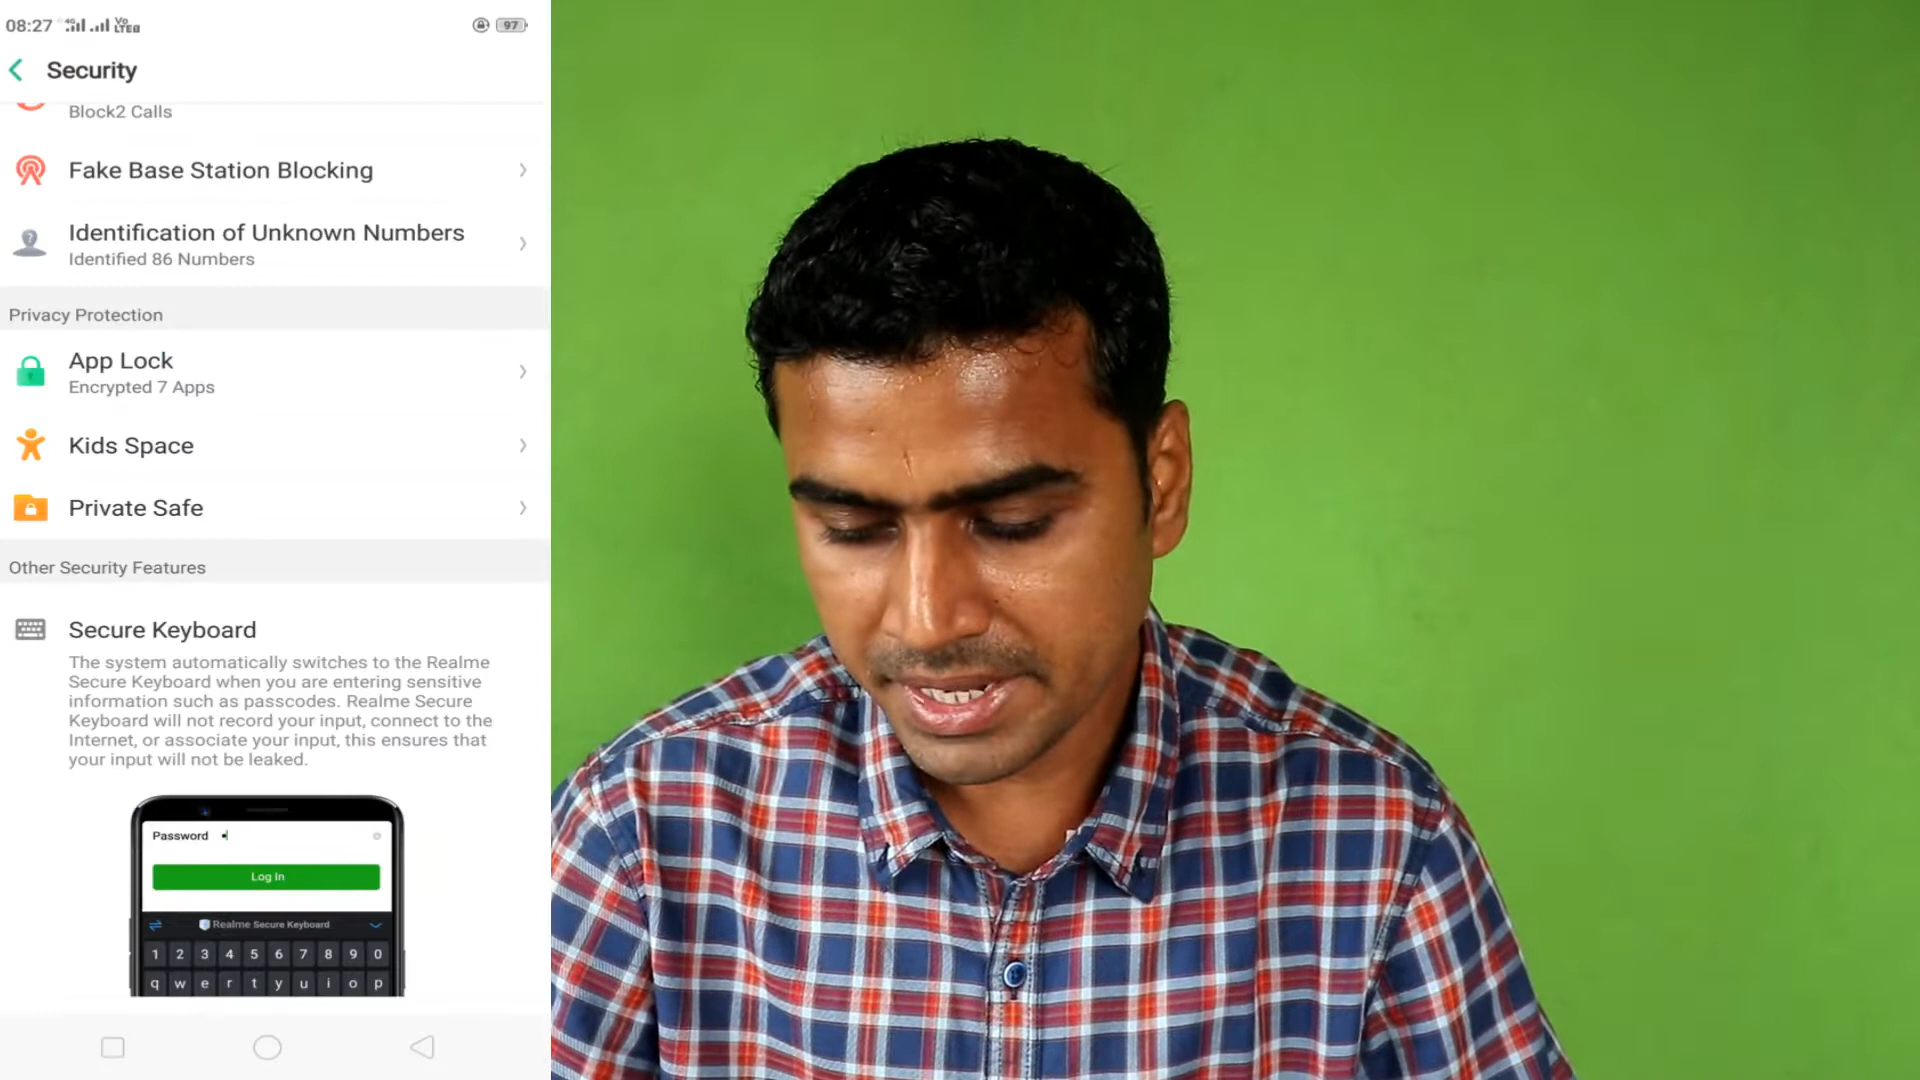 08:27 4G Vo LTE 97
Security
Block2 Calls
Fake Base Station Blocking
Identification of Unknown Numbers
Identified 86 Numbers
Privacy Protection
App Lock
Encrypted 7 Apps
Kids Space
Private Safe
Other Security Features
Secure Keyboard
The system automatically switches to the Realme
Secure Keyboard when you are entering sensitive
information such as passcodes. Realme Secure
Keyboard will not record your input, connect to the
Internet, or associate your input, this ensures that
your input will not be leaked.
Password
Log In
Realme Secure Keyboard
1 2 3 4 5 6 7 8 9 0
q w e r t y u i o p